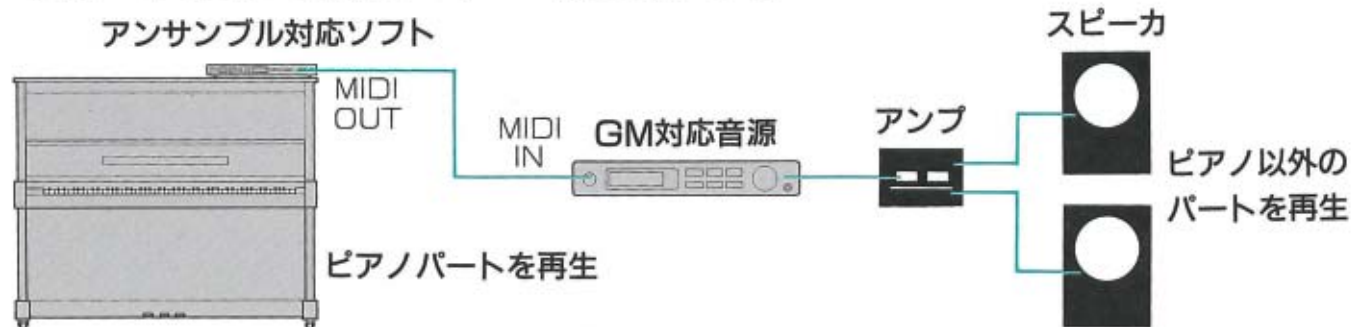 アンサンブル対応ソフト
MIDI
OUT
ピアノパートを再生
MIDI
IN
GM対応音源
アンプ
スピーカ
ピアノ以外の
パートを再生